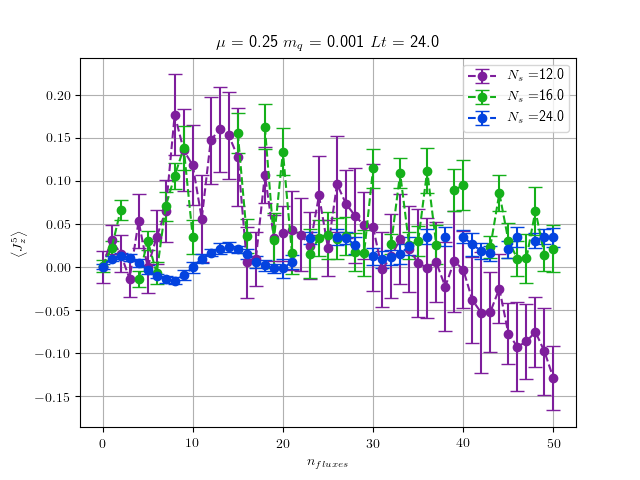 μ = 0.25 m_q = 0.001 Lt = 24.0
N_s =12.0
N_s =16.0
N_s =24.0
0.20
0.15
0.10
0.05
0.00
−0.05
−0.10
−0.15
⟨J_z^5⟩
0 10 20 30 40 50
n_fluxes